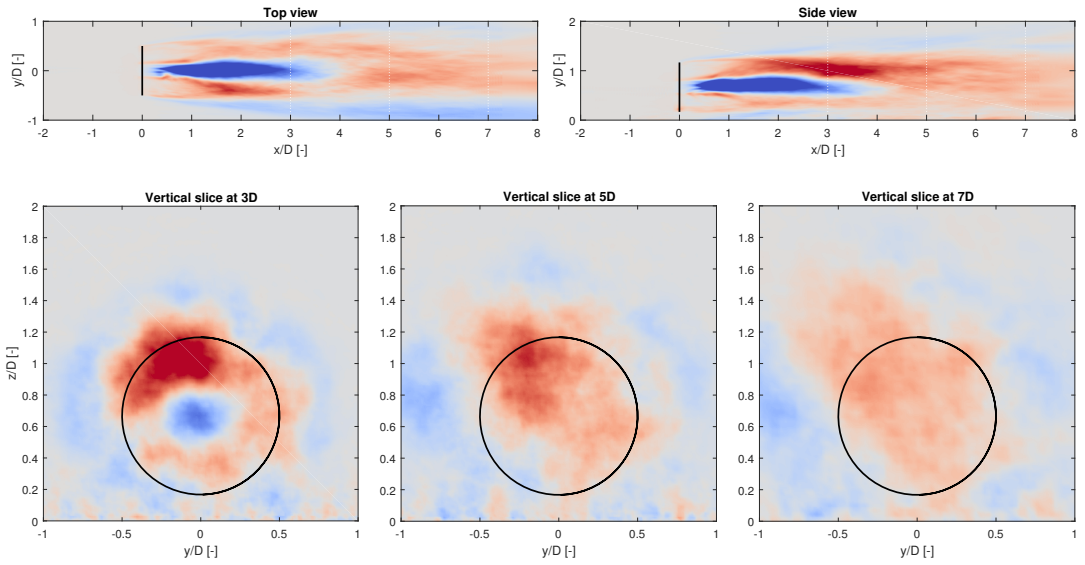 Top view
y/D [-]
1
0
-1
-2 -1 0 1 2 3 4 5 6 7 8
x/D [-]
Side view
y/D [-]
2
1
0
-2 -1 0 1 2 3 4 5 6 7 8
x/D [-]
Vertical slice at 3D
z/D [-]
2
1.8
1.6
1.4
1.2
1
0.8
0.6
0.4
0.2
0
-1 -0.5 0 0.5 1
y/D [-]
Vertical slice at 5D
2
1.8
1.6
1.4
1.2
1
0.8
0.6
0.4
0.2
0
-1 -0.5 0 0.5 1
y/D [-]
Vertical slice at 7D
2
1.8
1.6
1.4
1.2
1
0.8
0.6
0.4
0.2
0
-1 -0.5 0 0.5 1
y/D [-]